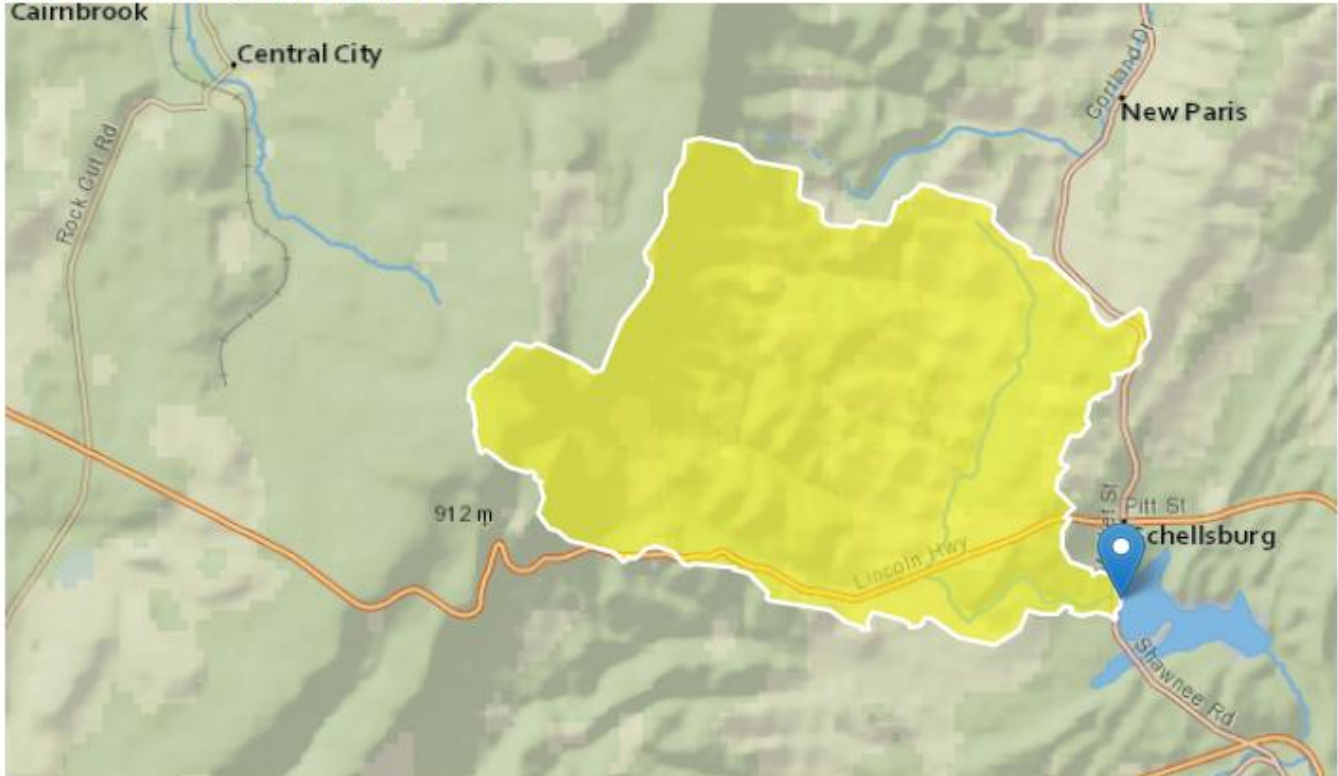 Cairnbrook
Central City
Cortland Dr
New Paris
Rock Cut Rd
912 m
Pitt St
chellsburg
Lincoln Hwy
Shawnee Rd